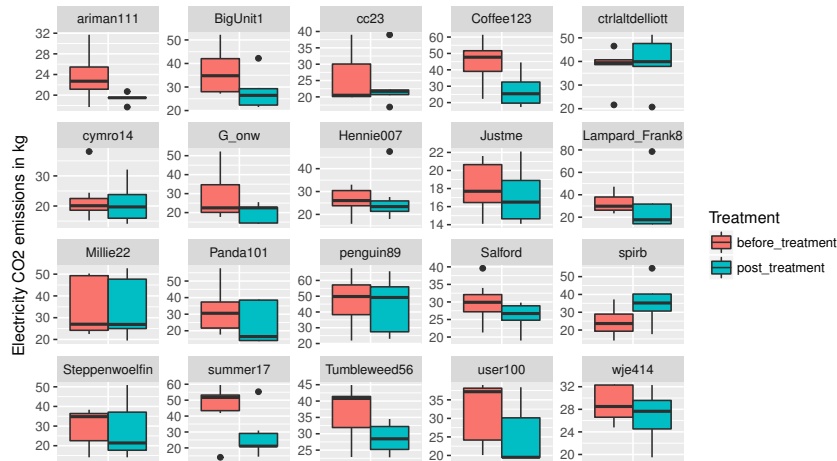 ariman111 BigUnit1 cc23 Coffee123 ctrlaltdelliott
32 28 24 20
50 40 30 20
35 30 25 20
60 50 40 30 20
50 40 30 20
cymro14 G_onw Hennie007 Justme Lampard_Frank8
30 20
50 40 30 20
40 30 20
22 20 18 16 14
80 60 40 20
Millie22 Panda101 penguin89 Salford spirb
50 40 30 20
50 40 30 20
60 50 40 30 20
40 35 30 25 20
50 40 30 20
Steppenwoelfin summer17 Tumbleweed56 user100 wje414
50 40 30 20
60 50 40 30 20
45 40 35 30 25
35 30 25 20
32 28 24 20
Electricity CO2 emissions in kg
Treatment
before_treatment
post_treatment